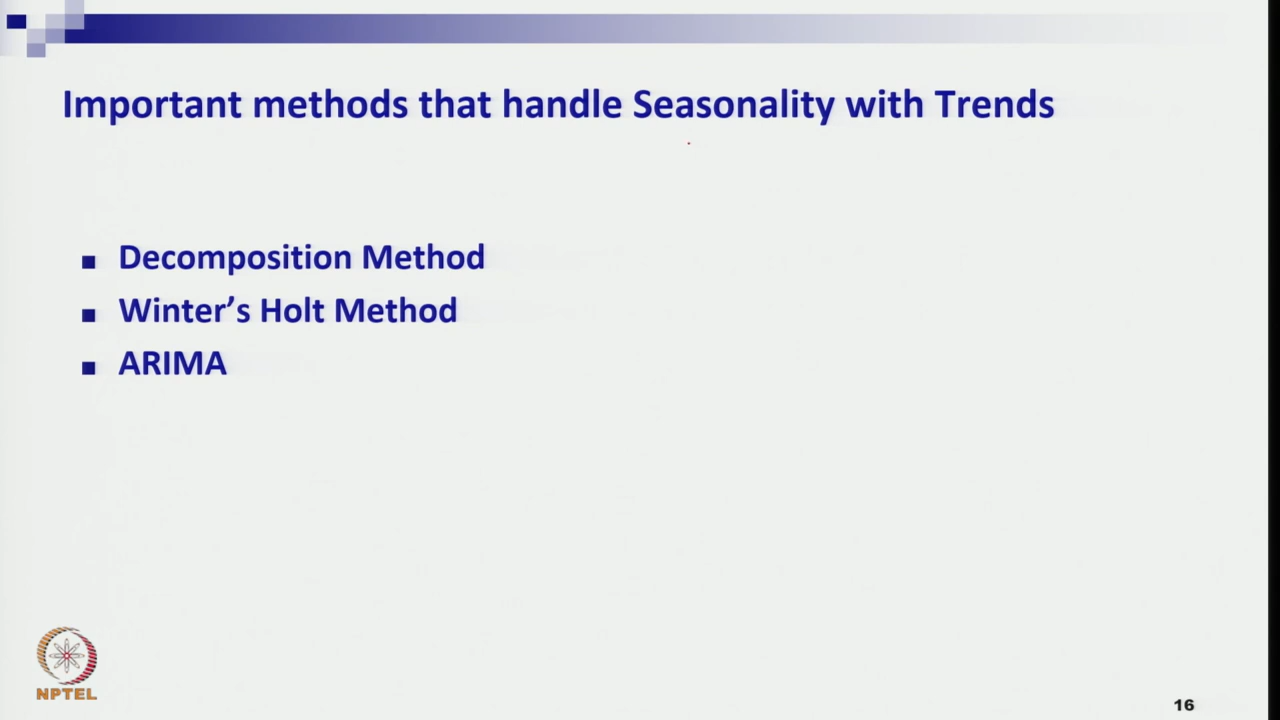 Important methods that handle Seasonality with Trends
Decomposition Method
Winter’s Holt Method
ARIMA
NPTEL
16